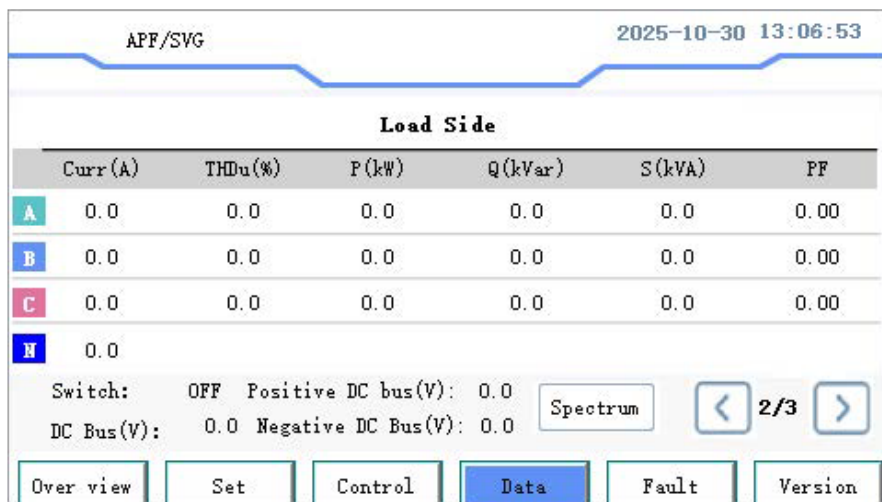 APF/SVG 2025-10-30 13:06:53
Load Side
Curr(A) THDu(%) P(kW) Q(kVar) S(kVA) PF
A 0.0 0.0 0.0 0.0 0.0 0.00
B 0.0 0.0 0.0 0.0 0.0 0.00
C 0.0 0.0 0.0 0.0 0.0 0.00
N 0.0
Switch: OFF Positive DC bus(V): 0.0 Spectrum < 2/3 >
DC Bus(V): 0.0 Negative DC Bus(V): 0.0
Over view Set Control Data Fault Version